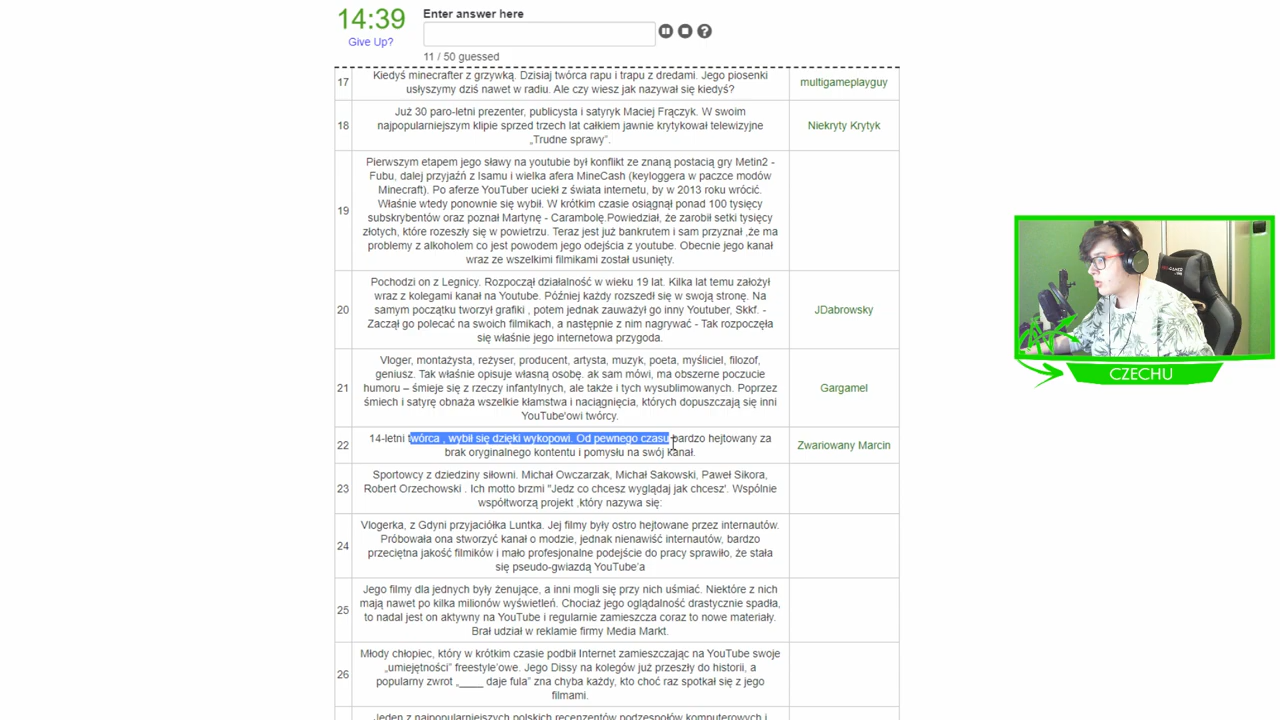 14:39
Give Up?
Enter answer here
11 / 50 guessed
17
Kiedyś minecrafter z grzywką. Dzisiaj twórca rapu i trapu z dredami. Jego piosenki
usłyszymy dziś nawet w radiu. Ale czy wiesz jak nazywał się kiedyś?
multigameplayguy
18
Już 30 paro-letni prezenter, publicysta i satyryk Maciej Frączyk. W swoim
najpopularniejszym klipie sprzed trzech lat całkiem jawnie krytykował telewizyjne
„Trudne sprawy”.
Niekryty Krytyk
19
Pierwszym etapem jego sławy na youtubie był konflikt ze znaną postacią gry Metin2 -
Fubu, dalej przyjaźń z Isamu i wielka afera MineCash (keyloggera w paczce modów
Minecraft). Po aferze YouTuber uciekł z świata internetu, by w 2013 roku wrócić.
Właśnie wtedy ponownie się wybił. W krótkim czasie osiągnął ponad 100 tysięcy
subskrybentów oraz poznał Martynę - Carambolę.Powiedział, że zarobił setki tysięcy
złotych, które rozeszły się w powietrzu. Teraz jest już bankrutem i sam przyznał ,że ma
problemy z alkoholem co jest powodem jego odejścia z youtube. Obecnie jego kanał
wraz ze wszelkimi filmikami został usunięty.
20
Pochodzi on z Legnicy. Rozpoczął działalność w wieku 19 lat. Kilka lat temu założył
wraz z kolegami kanał na Youtube. Później każdy rozszedł się w swoją stronę. Na
samym początku tworzył grafiki , potem jednak zauważył go inny Youtuber, Skkf. -
Zaczął go polecać na swoich filmikach, a następnie z nim nagrywać - Tak rozpoczęła
się właśnie jego internetowa przygoda.
JDabrowsky
21
Vloger, montażysta, reżyser, producent, artysta, muzyk, poeta, myśliciel, filozof,
geniusz. Tak właśnie opisuje własną osobę. ak sam mówi, ma obszerne poczucie
humoru – śmieje się z rzeczy infantylnych, ale także i tych wysublimowanych. Poprzez
śmiech i satyrę obnaża wszelkie kłamstwa i naciągnięcia, których dopuszczają się inni
YouTube'owi twórcy.
Gargamel
22
14-letni twórca , wybił się dzięki wykopowi. Od pewnego czasu bardzo hejtowany za
brak oryginalnego kontentu i pomysłu na swój kanał.
Zwariowany Marcin
23
Sportowcy z dziedziny siłowni. Michał Owczarzak, Michał Sakowski, Paweł Sikora,
Robert Orzechowski . Ich motto brzmi "Jedz co chcesz wyglądaj jak chcesz'. Wspólnie
współtworzą projekt ,który nazywa się:
24
Vlogerka, z Gdyni przyjaciółka Luntka. Jej filmy były ostro hejtowane przez internautów.
Próbowała ona stworzyć kanał o modzie, jednak nienawiść internautów, bardzo
przeciętna jakość filmików i mało profesjonalne podejście do pracy sprawiło, że stała
się pseudo-gwiazdą YouTube'a
25
Jego filmy dla jednych były żenujące, a inni mogli się przy nich uśmiać. Niektóre z nich
mają nawet po kilka milionów wyświetleń. Chociaż jego oglądalność drastycznie spadła,
to nadal jest on aktywny na YouTube i regularnie zamieszcza coraz to nowe materiały.
Brał udział w reklamie firmy Media Markt.
26
Młody chłopiec, który w krótkim czasie podbił Internet zamieszczając na YouTube swoje
„umiejętności” freestyle'owe. Jego Dissy na kolegów już przeszły do historii, a
popularny zwrot „____ daje fula” zna chyba każdy, kto choć raz spotkał się z jego
filmami.
Jeden z najpopularniejszych polskich recenzentów podzespołów komputerowych i
CZECHU